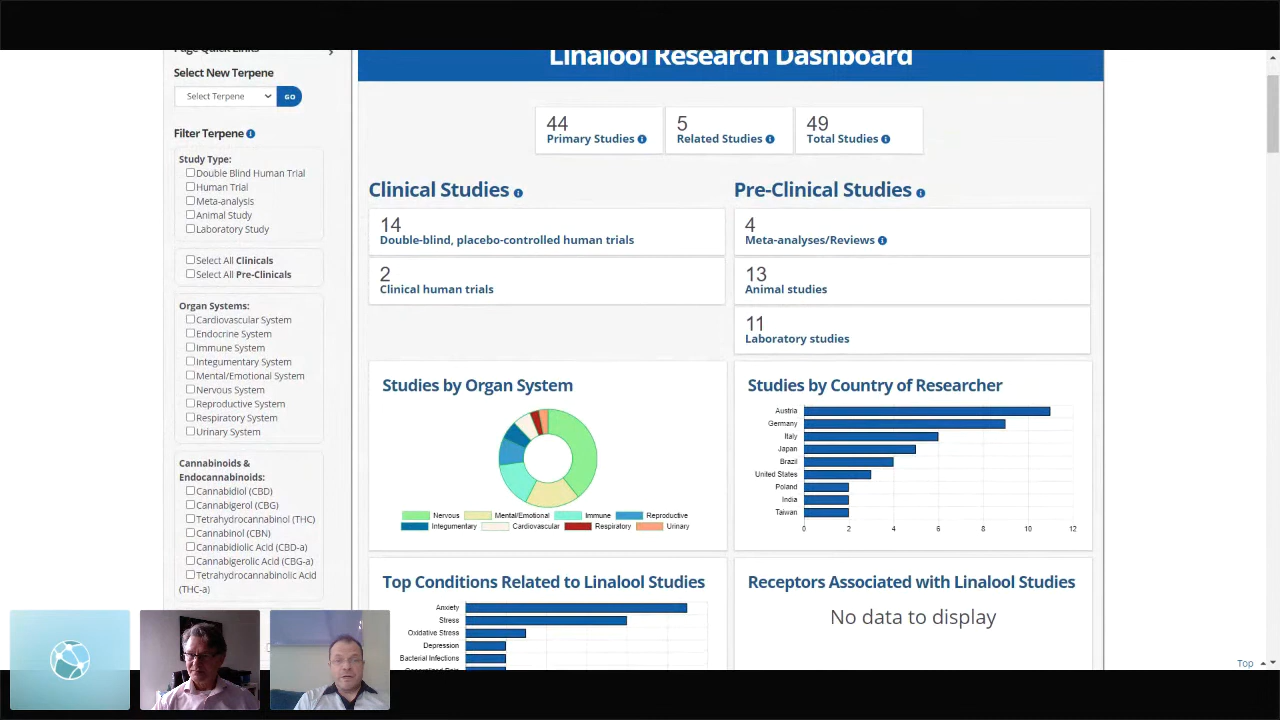 Page Quick Links
Select New Terpene
Select Terpene
GO
Filter Terpene
Study Type:
Double Blind Human Trial
Human Trial
Meta-analysis
Animal Study
Laboratory Study
Select All Clinicals
Select All Pre-Clinicals
Organ Systems:
Cardiovascular System
Endocrine System
Immune System
Integumentary System
Mental/Emotional System
Nervous System
Reproductive System
Respiratory System
Urinary System
Cannabinoids &
Endocannabinoids:
Cannabidiol (CBD)
Cannabigerol (CBG)
Tetrahydrocannabinol (THC)
Cannabinol (CBN)
Cannabidiolic Acid (CBD-a)
Cannabigerolic Acid (CBG-a)
Tetrahydrocannabinolic Acid
(THC-a)
Linalool Research Dashboard
44
Primary Studies
5
Related Studies
49
Total Studies
Clinical Studies
14
Double-blind, placebo-controlled human trials
2
Clinical human trials
Pre-Clinical Studies
4
Meta-analyses/Reviews
13
Animal studies
11
Laboratory studies
Studies by Organ System
Nervous Mental/Emotional Immune Reproductive
Integumentary Cardiovascular Respiratory Urinary
Studies by Country of Researcher
Austria
Germany
Italy
Japan
Brazil
United States
Poland
India
Taiwan
0 2 4 6 8 10 12
Top Conditions Related to Linalool Studies
Anxiety
Stress
Oxidative Stress
Depression
Bacterial Infections
Receptors Associated with Linalool Studies
No data to display
Top